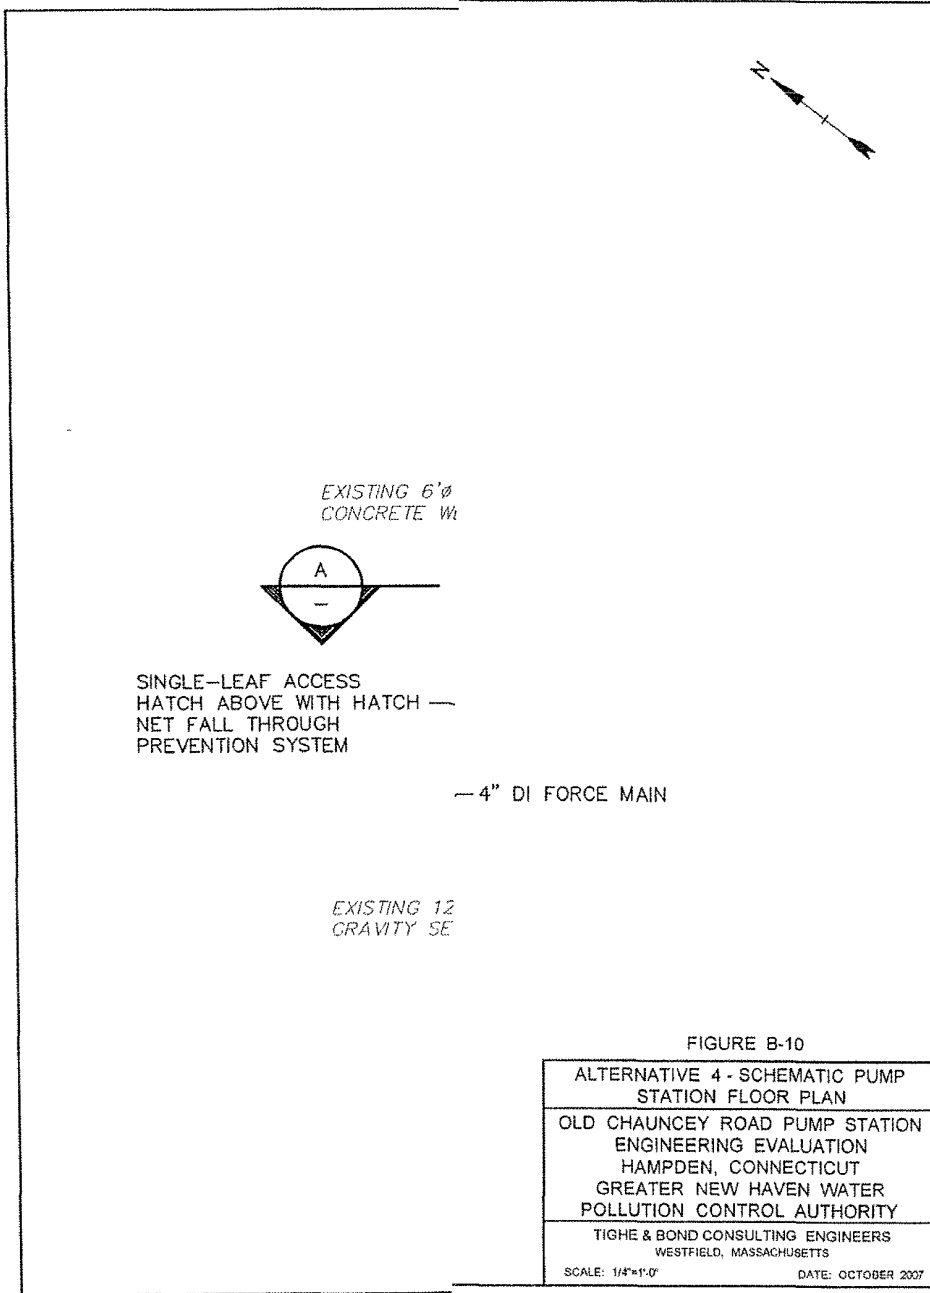 N
EXISTING 6'ø
CONCRETE
A
–
SINGLE–LEAF ACCESS
HATCH ABOVE WITH HATCH
NET FALL THROUGH
PREVENTION SYSTEM
4" DI FORCE MAIN
EXISTING 12
GRAVITY SE
FIGURE B-10
ALTERNATIVE 4 - SCHEMATIC PUMP
STATION FLOOR PLAN
OLD CHAUNCEY ROAD PUMP STATION
ENGINEERING EVALUATION
HAMPDEN, CONNECTICUT
GREATER NEW HAVEN WATER
POLLUTION CONTROL AUTHORITY
TIGHE & BOND CONSULTING ENGINEERS
WESTFIELD, MASSACHUSETTS
SCALE: 1/4"=1'-0"
DATE: OCTOBER 2007